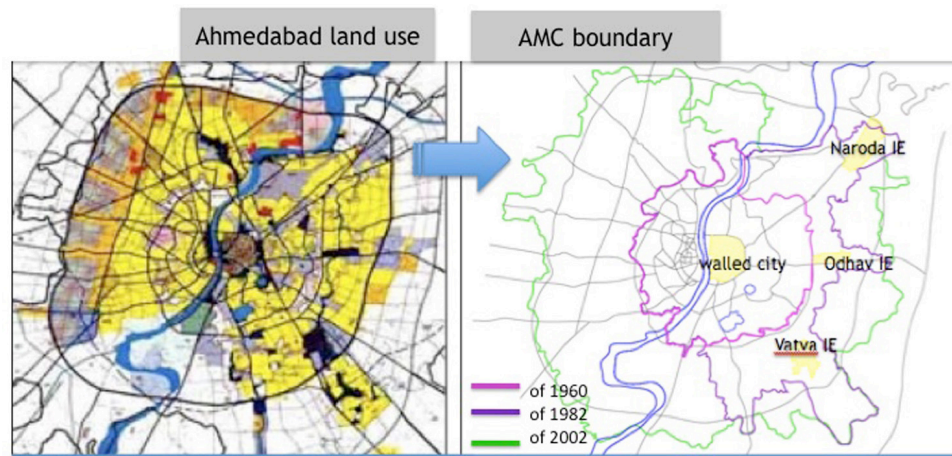 Ahmedabad land use
AMC boundary
Naroda IE
walled city
Odhav IE
Vatva IE
of 1960
of 1982
of 2002